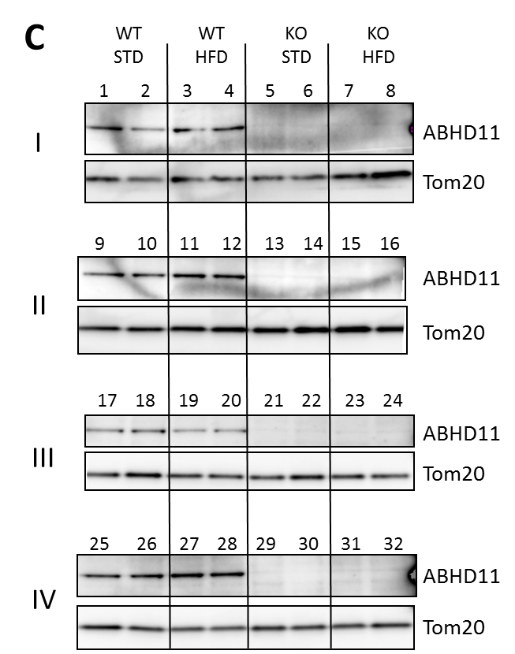 C
WT STD WT HFD KO STD KO HFD
1 2 3 4 5 6 7 8
I ABHD11
Tom20
9 10 11 12 13 14 15 16
II ABHD11
Tom20
17 18 19 20 21 22 23 24
III ABHD11
Tom20
25 26 27 28 29 30 31 32
IV ABHD11
Tom20